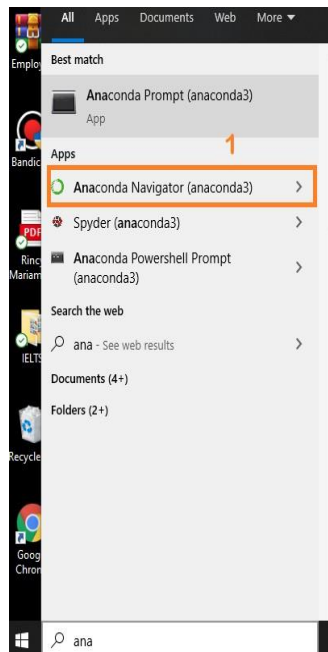 All Apps Documents Web More ▼
Best match
Anaconda Prompt (anaconda3)
App
Apps
1
Anaconda Navigator (anaconda3)
Spyder (anaconda3)
Anaconda Powershell Prompt
(anaconda3)
Search the web
ana - See web results
Documents (4+)
Folders (2+)
ana
Employ
Bandic
PDF
Rinc
Mariam
IELTS
Recycle
Goog
Chrom